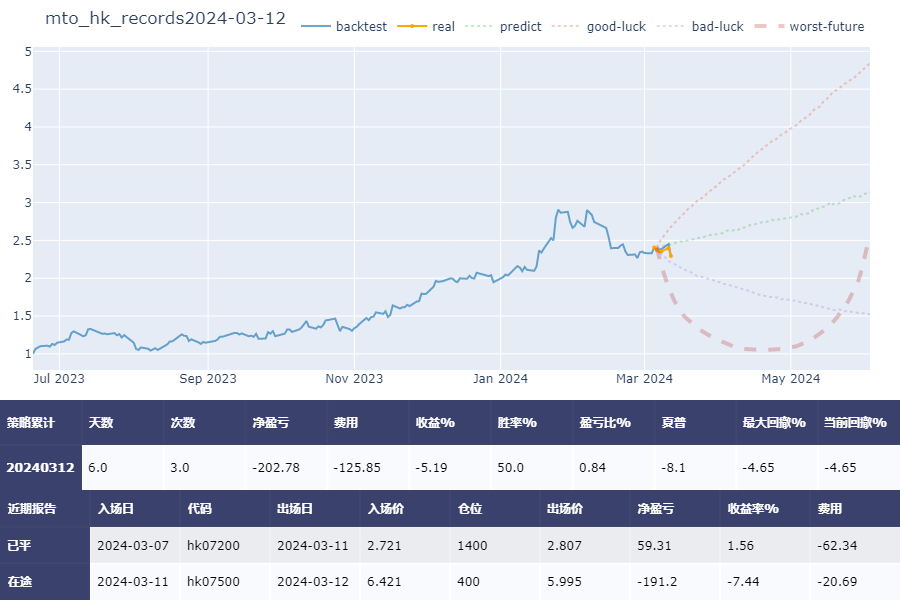 mto_hk_records2024-03-12
backtest real predict good-luck bad-luck worst-future
5
4.5
4
3.5
3
2.5
2
1.5
1
Jul 2023 Sep 2023 Nov 2023 Jan 2024 Mar 2024 May 2024
策略累计 天数 次数 净盈亏 费用 收益% 胜率% 盈亏比% 夏普 最大回撤% 当前回撤%
20240312 6.0 3.0 -202.78 -125.85 -5.19 50.0 0.84 -8.1 -4.65 -4.65
近期报告 入场日 代码 出场日 入场价 仓位 出场价 净盈亏 收益率% 费用
已平 2024-03-07 hk07200 2024-03-11 2.721 1400 2.807 59.31 1.56 -62.34
在途 2024-03-11 hk07500 2024-03-12 6.421 400 5.995 -191.2 -7.44 -20.69